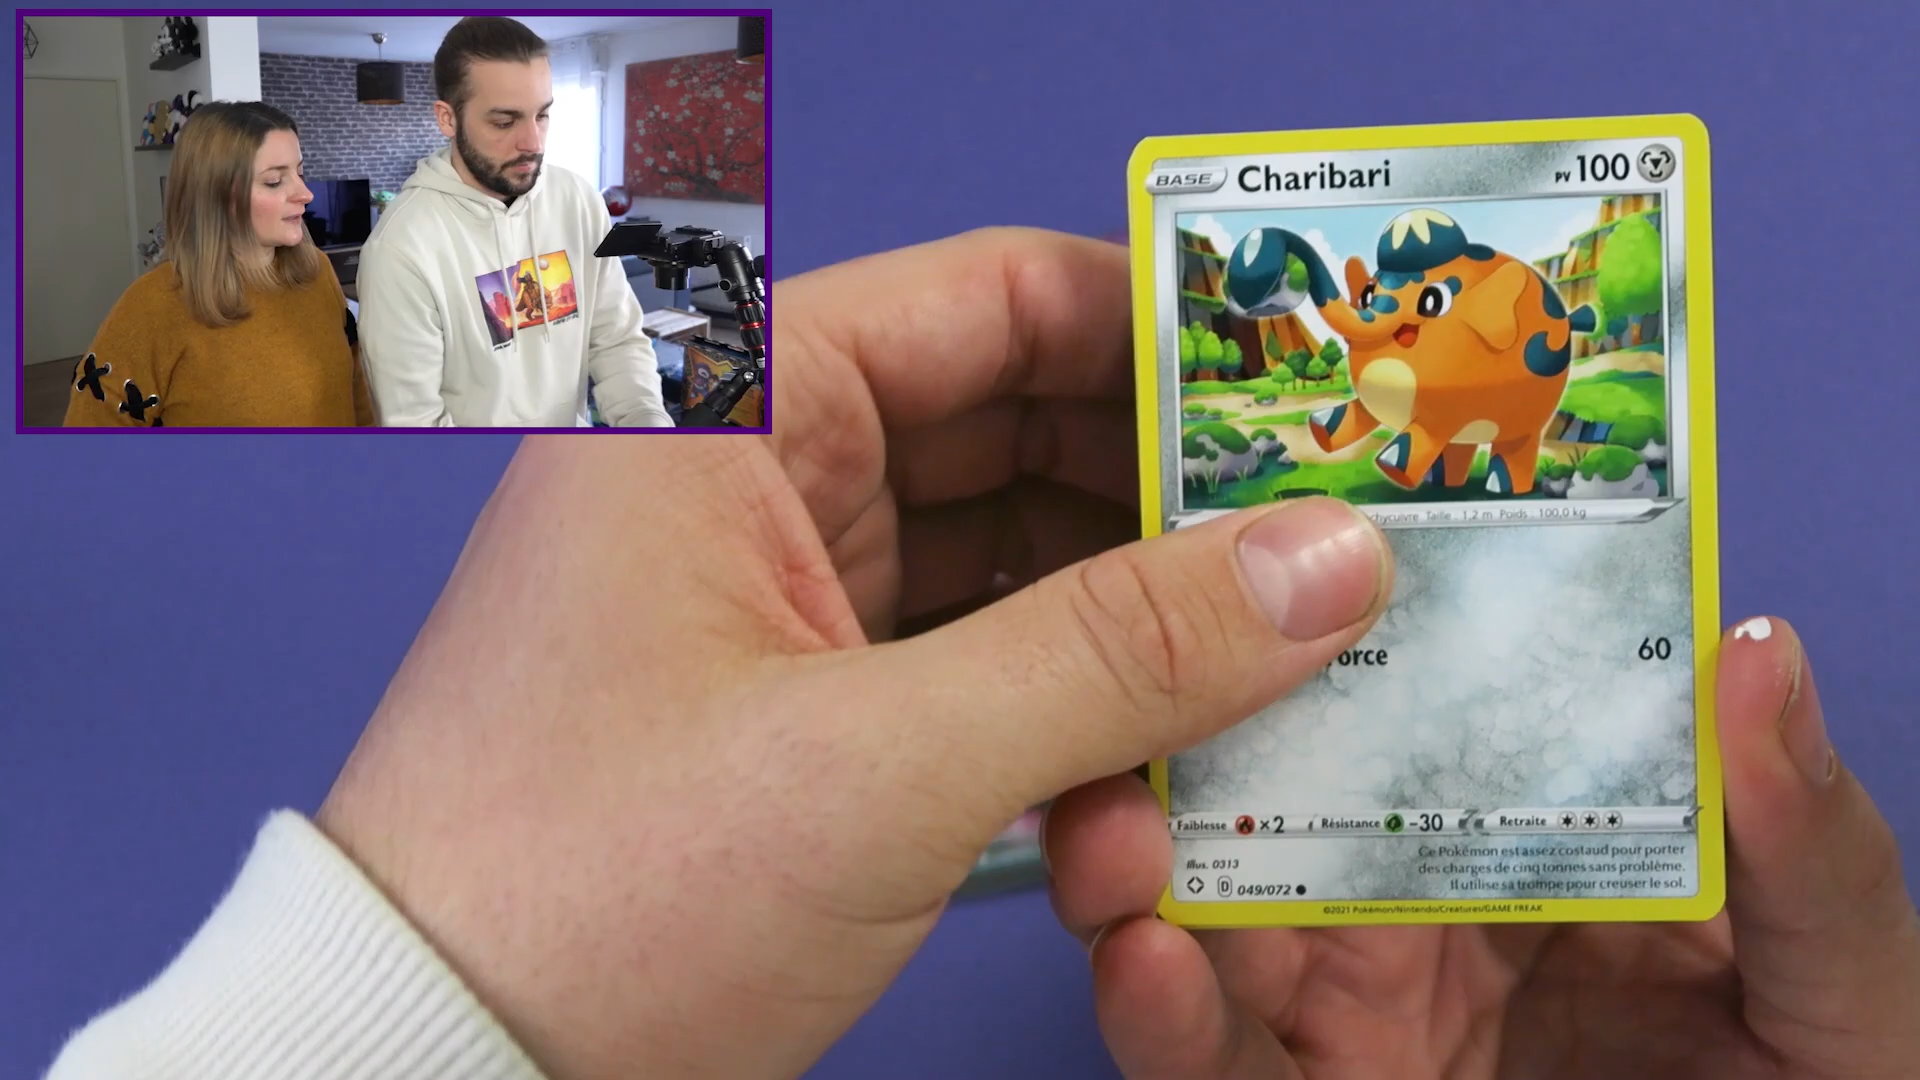 BASE Charibari PV 100
Taille : 1,2 m Poids : 100,0 kg
60
Faiblesse ×2 Résistance -30 Retraite
Ce Pokémon est assez costaud pour porter
des charges de cinq tonnes sans problème.
Il utilise sa trompe pour creuser le sol.
Illus. 0313
D 049/072
©2021 Pokémon/Nintendo/Creatures/GAME FREAK